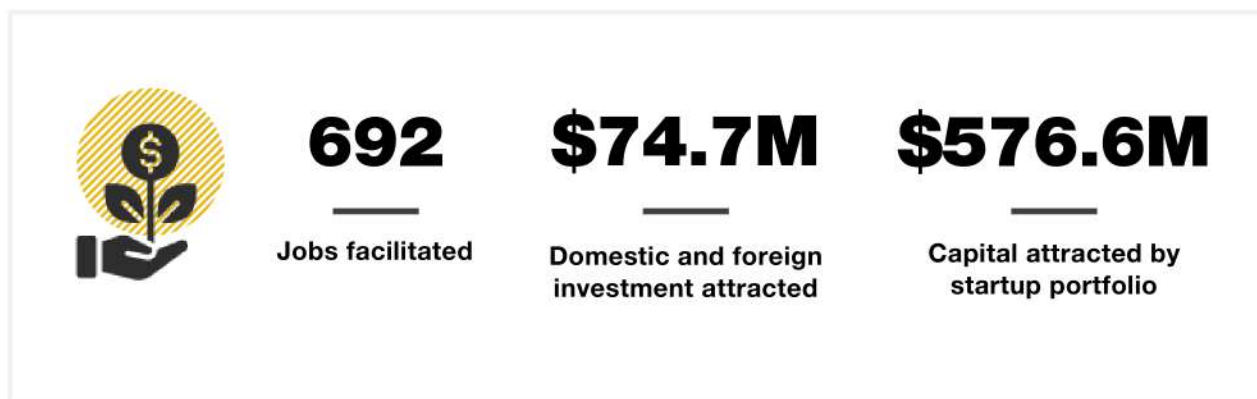 692
Jobs facilitated
$74.7M
Domestic and foreign
investment attracted
$576.6M
Capital attracted by
startup portfolio
$